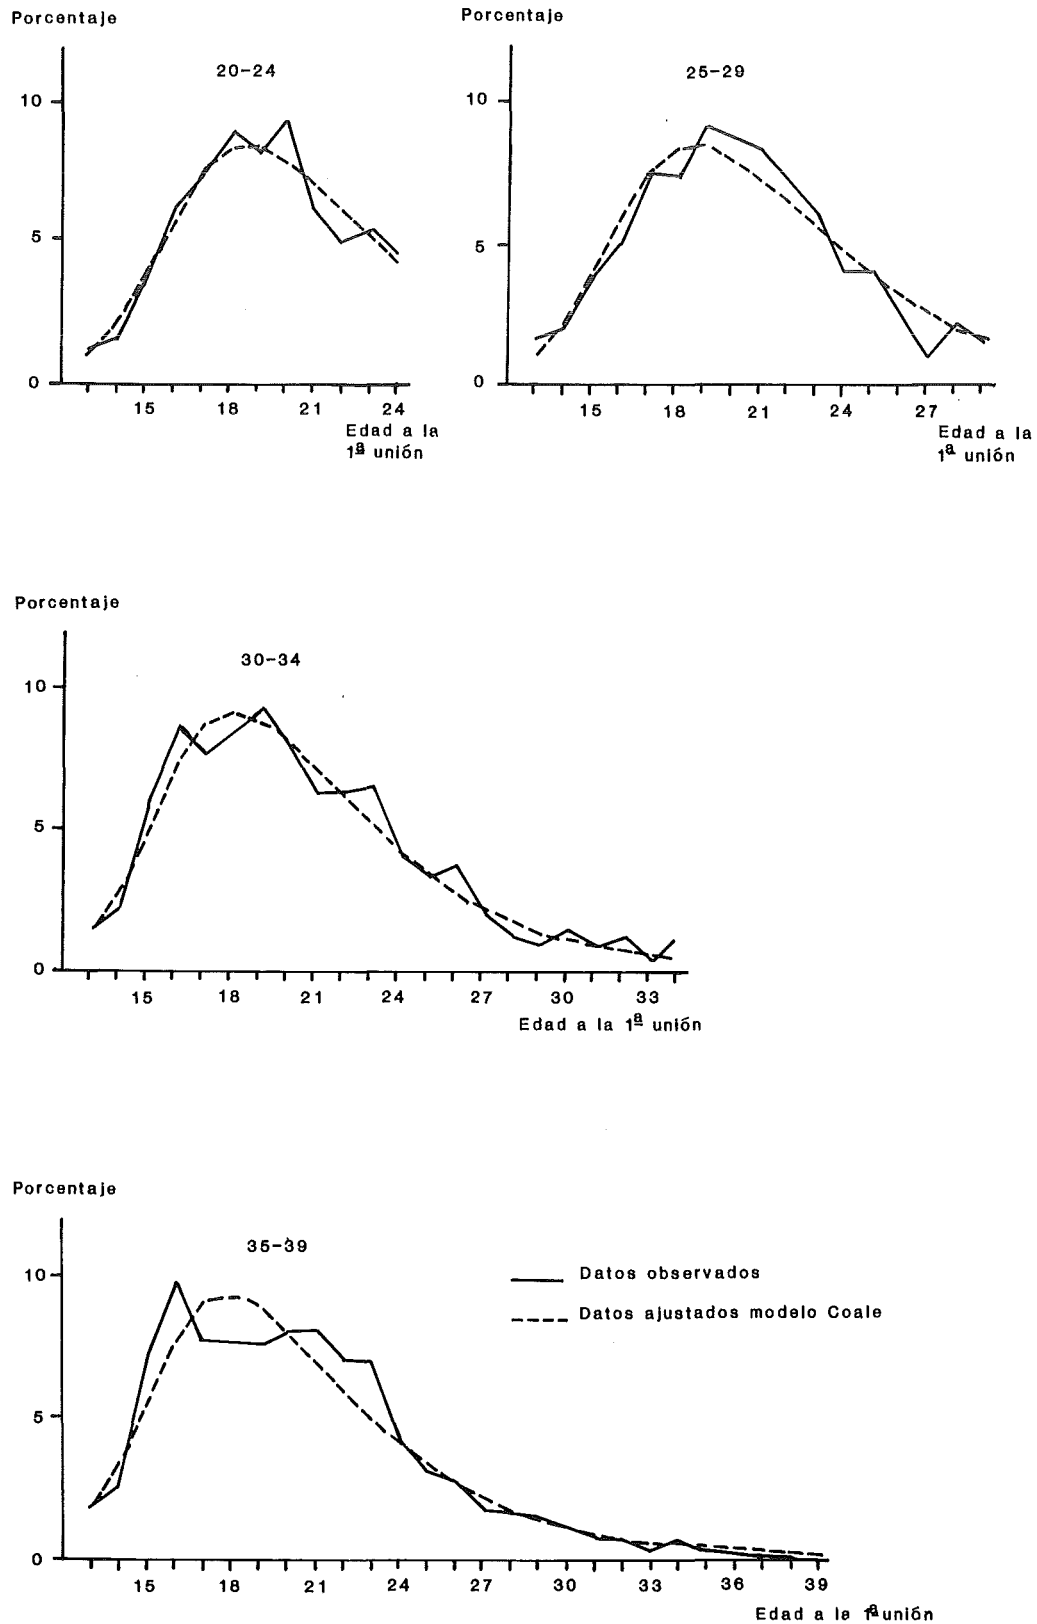 Porcentaje
20-24
10
5
0
15 18 21 24
Edad a la
1ª unión
Porcentaje
25-29
10
5
0
15 18 21 24 27
Edad a la
1ª unión
Porcentaje
30-34
10
5
0
15 18 21 24 27 30 33
Edad a la 1ª unión
Porcentaje
35-39
10
5
0
Datos observados
Datos ajustados modelo Coale
15 18 21 24 27 30 33 36 39
Edad a la 1ª unión